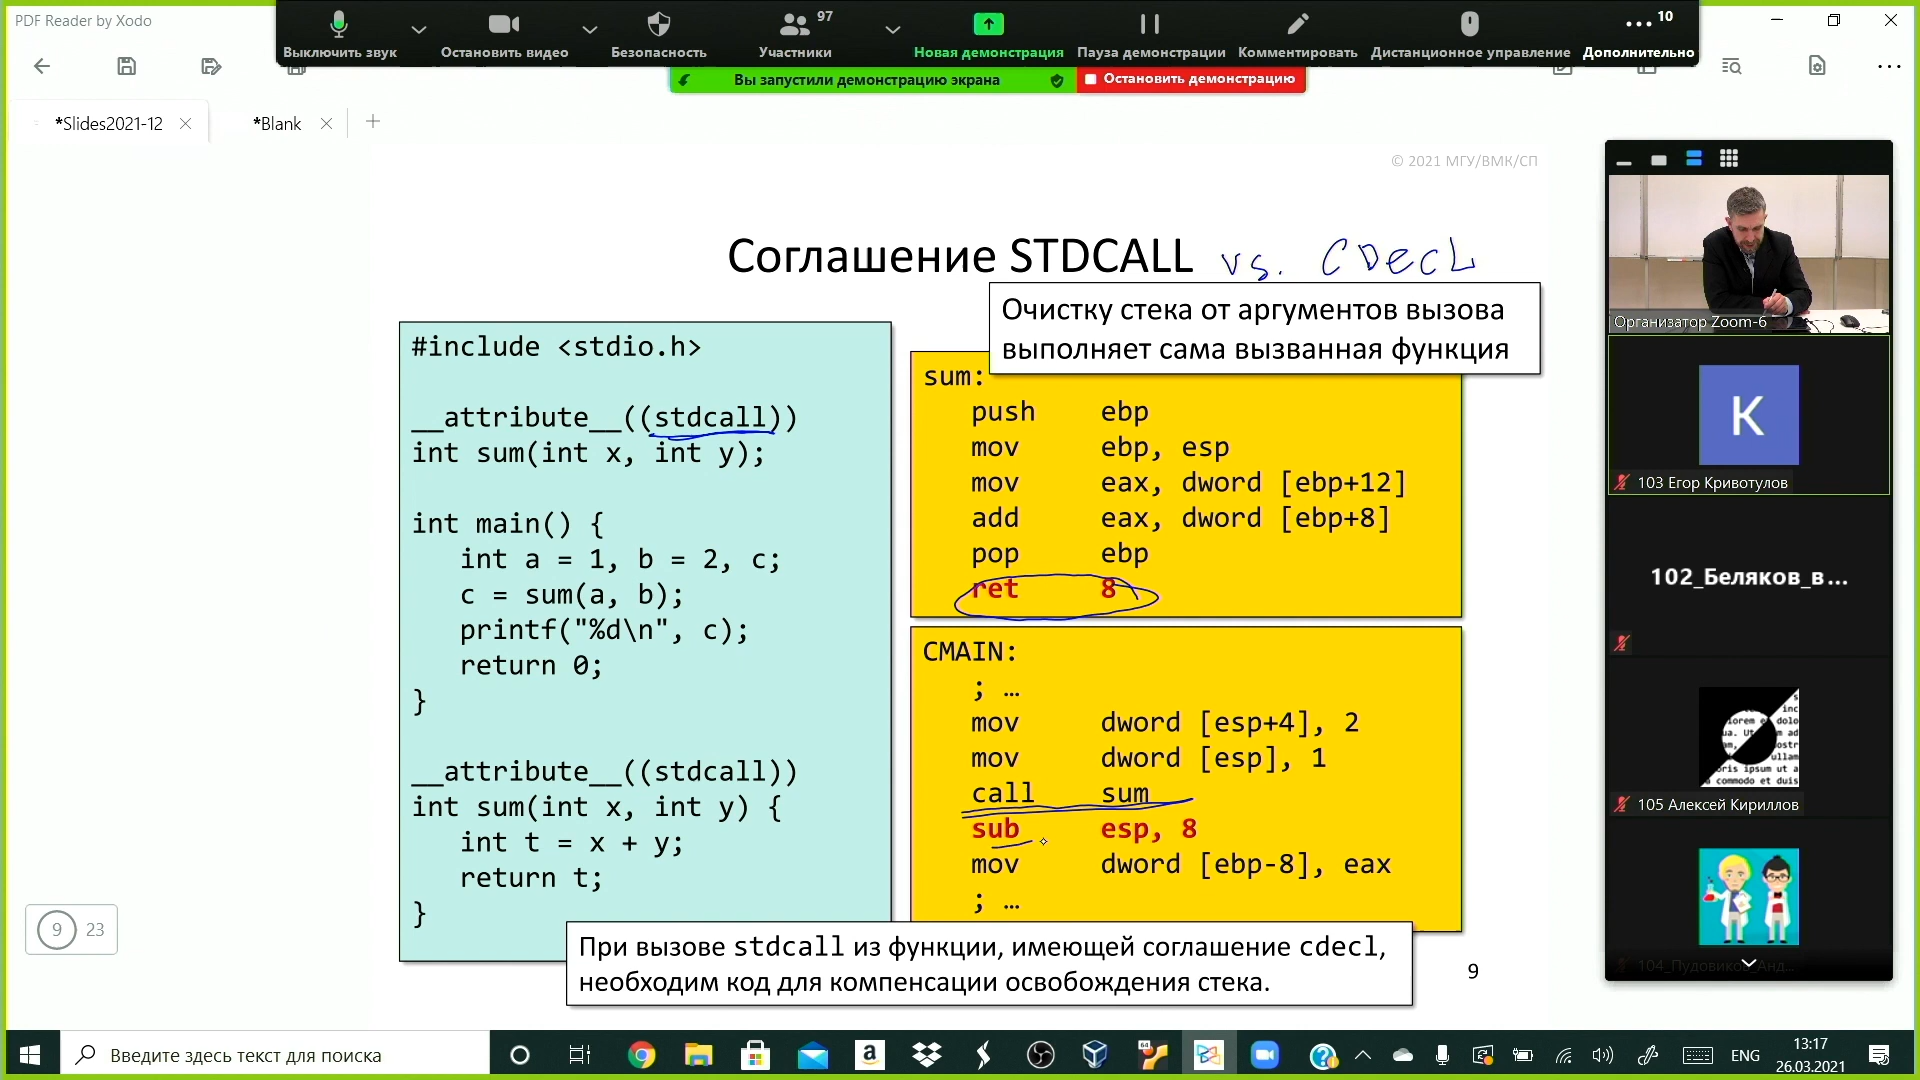 PDF Reader by Xodo
Выключить звук
Остановить видео
Безопасность
97
Участники
Новая демонстрация
Пауза демонстрации
Комментировать
Дистанционное управление
10
Дополнительно
Вы запустили демонстрацию экрана
Остановить демонстрацию
*Slides2021-12
*Blank
© 2021 МГУ/ВМК/СП
Соглашение STDCALL vs. CDecL
Очистку стека от аргументов вызова
выполняет сама вызванная функция
#include <stdio.h>
__attribute__((stdcall))
int sum(int x, int y);
int main() {
int a = 1, b = 2, c;
c = sum(a, b);
printf("%d\n", c);
return 0;
}
__attribute__((stdcall))
int sum(int x, int y) {
int t = x + y;
return t;
}
sum:
push ebp
mov ebp, esp
mov eax, dword [ebp+12]
add eax, dword [ebp+8]
pop ebp
ret 8
CMAIN:
; …
mov dword [esp+4], 2
mov dword [esp], 1
call sum
sub esp, 8
mov dword [ebp-8], eax
; …
При вызове stdcall из функции, имеющей соглашение cdecl,
необходим код для компенсации освобождения стека.
9
9 23
Организатор Zoom-6
K
103 Егор Кривотулов
102_Беляков_в...
105 Алексей Кириллов
104_Пудовиков_Анд...
Введите здесь текст для поиска
64
ENG
13:17
26.03.2021